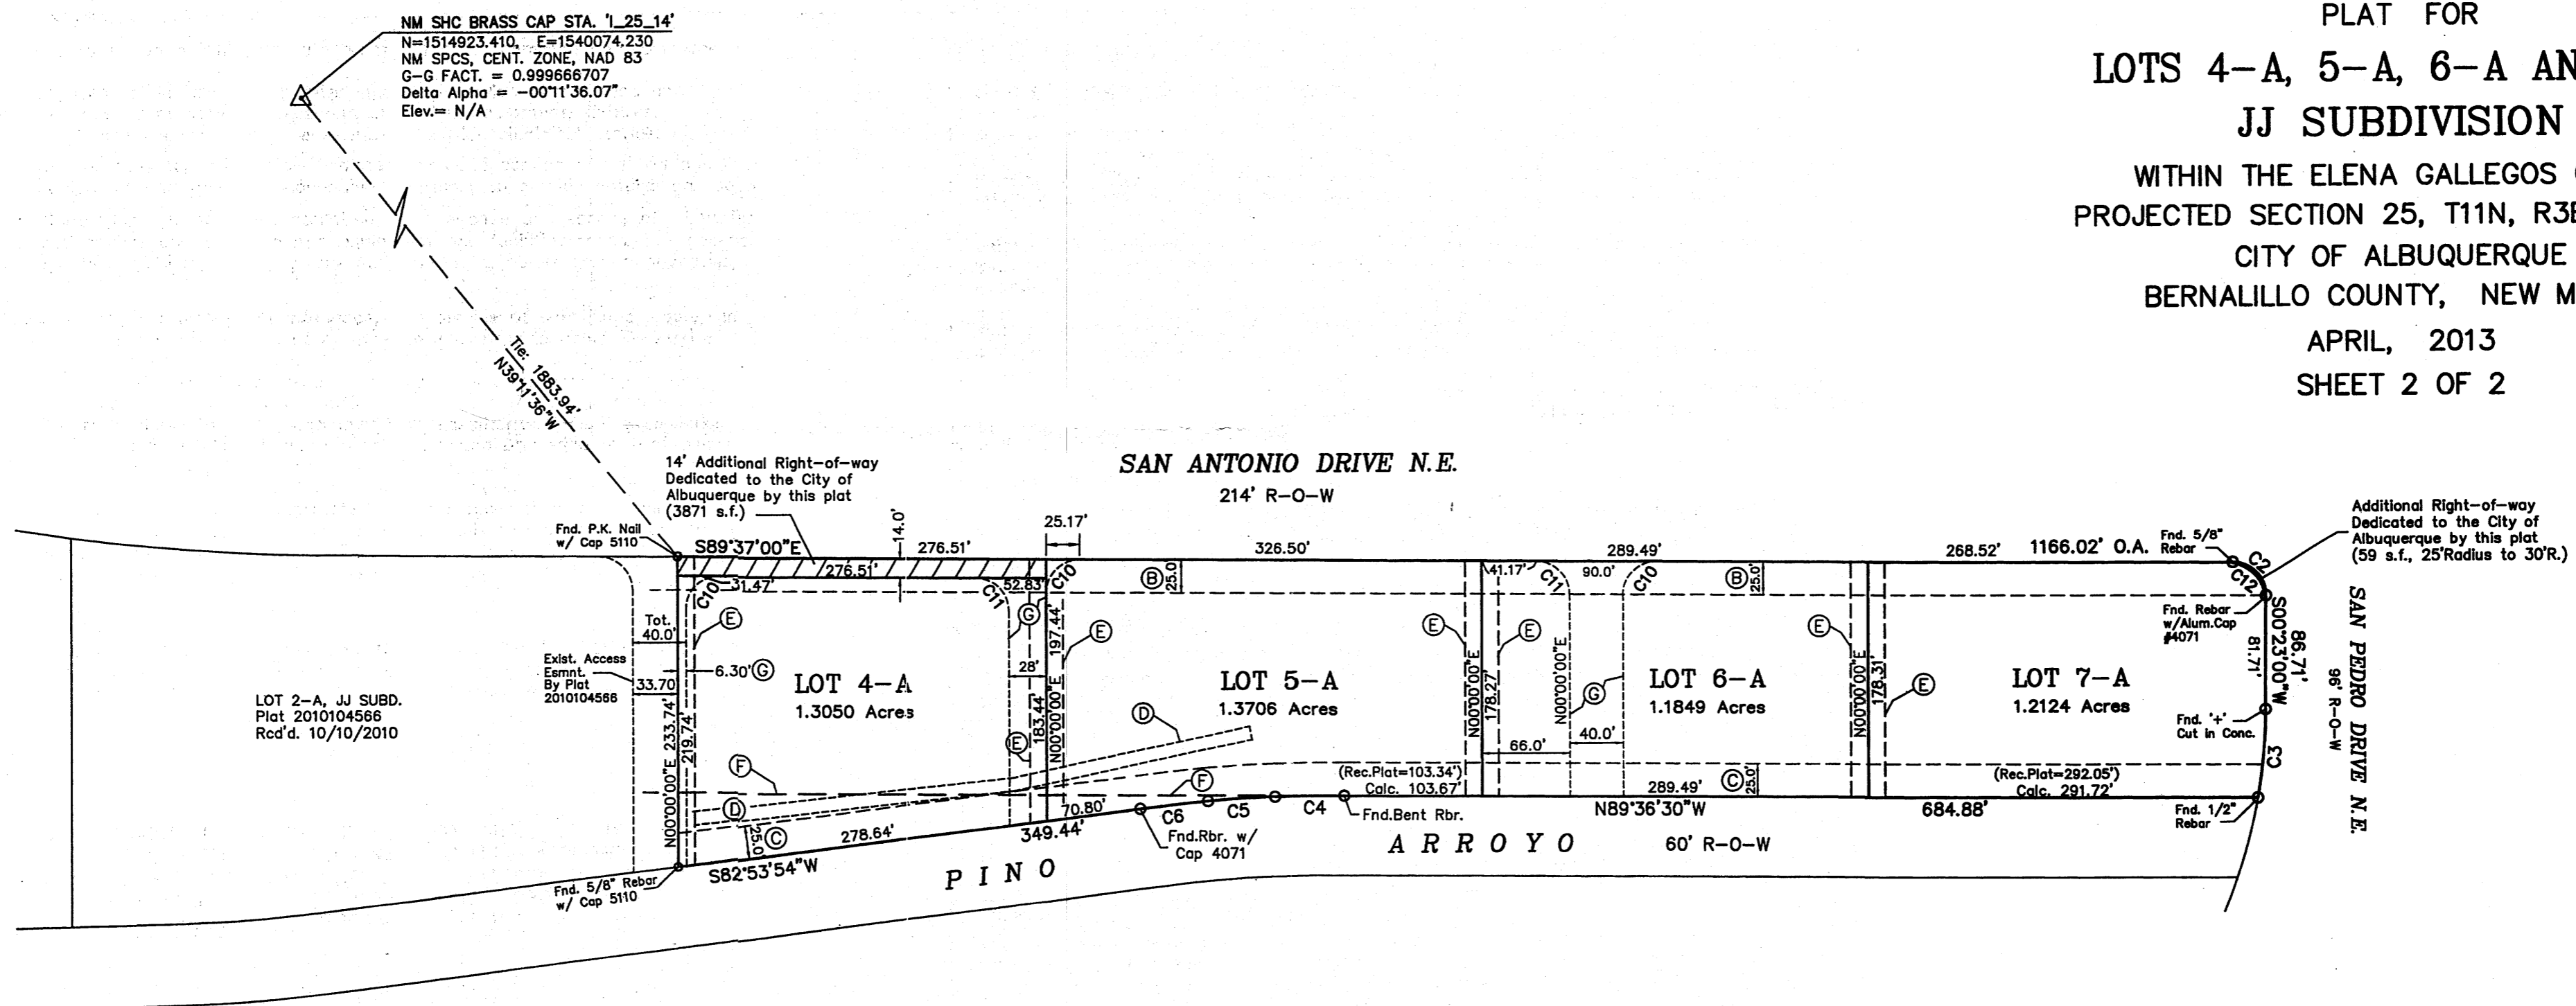 NM SHC BRASS CAP STA. 'I_25_14'
N=1514923.410, E=1540074.230
NM SPCS, CENT. ZONE, NAD 83
G-G FACT. = 0.999666707
Delta Alpha = -00°11'36.07"
Elev.= N/A
PLAT FOR
LOTS 4-A, 5-A, 6-A AN
JJ SUBDIVISION
WITHIN THE ELENA GALLEGOS
PROJECTED SECTION 25, T11N, R3E
CITY OF ALBUQUERQUE
BERNALILLO COUNTY, NEW M
APRIL, 2013
SHEET 2 OF 2
Tie: 1883.94'
N39°11'36"W
14' Additional Right-of-way
Dedicated to the City of
Albuquerque by this plat
(3871 s.f.)
SAN ANTONIO DRIVE N.E.
214' R-O-W
Fnd. P.K. Nail
w/ Cap 5110
S89°37'00"E
14.0'
276.51'
25.17'
326.50'
289.49'
268.52'
1166.02' O.A.
Fnd. 5/8"
Rebar
C2
C12
Additional Right-of-way
Dedicated to the City of
Albuquerque by this plat
(59 s.f., 25'Radius to 30'R.)
276.51'
31.47'
C10
C11
52.83'
C10
B
25.0'
41.17'
C11
90.0'
C10
B
25.0'
Fnd. Rebar
w/Alum.Cap
#4071
S00°23'00"W
86.71'
81.71'
SAN PEDRO DRIVE N.E.
96' R-O-W
Tot.
40.0'
E
G
E
E
E
E
Exist. Access
Esmnt.
By Plat
2010104566
33.70'
6.30'
G
28'
LOT 2-A, JJ SUBD.
Plat 2010104566
Rcd'd. 10/10/2010
LOT 4-A
1.3050 Acres
LOT 5-A
1.3706 Acres
LOT 6-A
1.1849 Acres
LOT 7-A
1.2124 Acres
N00°00'00"E 233.74'
219.74'
183.44'
N00°00'00"E 197.44'
N00°00'00"E
178.27'
N00°00'00"E
N00°00'00"E
178.31'
E
D
G
E
66.0'
40.0'
Fnd. '+'
Cut in Conc.
C3
F
F
D
C
25.0'
(Rec.Plat=103.34')
Calc. 103.67'
289.49'
C
25.0'
(Rec.Plat=292.05')
Calc. 291.72'
278.64'
70.80'
349.44'
C6
C5
C4
Fnd.Bent Rbr.
N89°36'30"W
684.88'
Fnd. 1/2"
Rebar
Fnd.Rbr. w/
Cap 4071
Fnd. 5/8" Rebar
w/ Cap 5110
S82°53'54"W
PINO
ARROYO
60' R-O-W